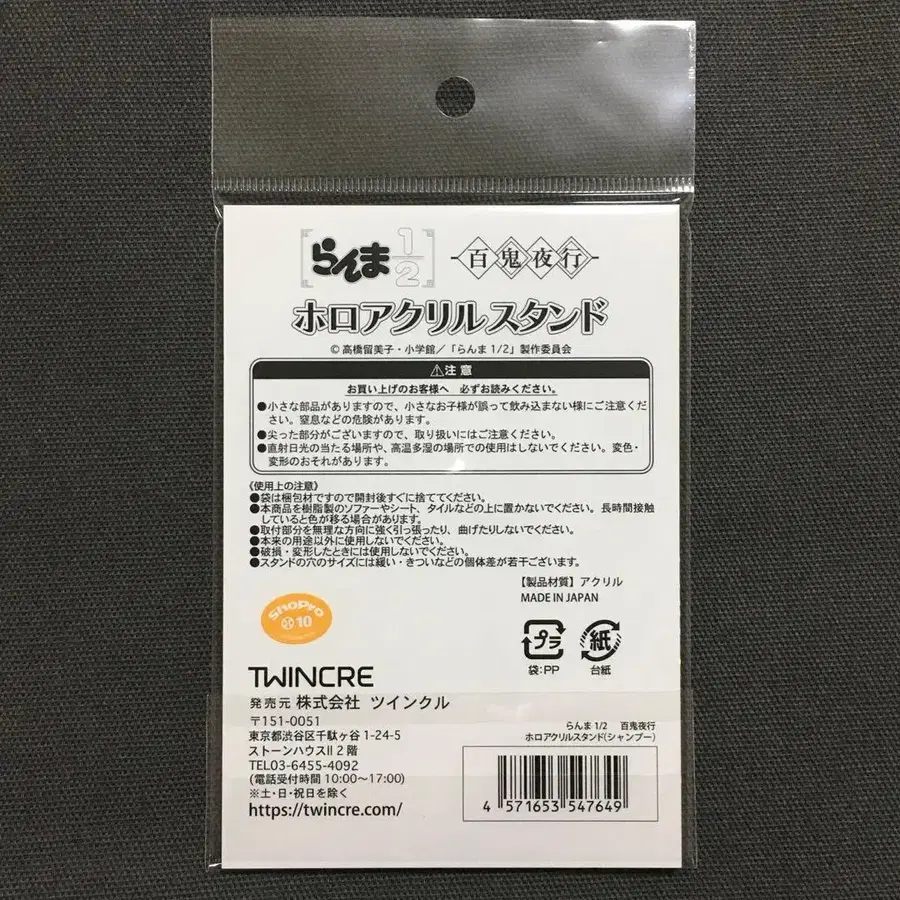 らんま1/2
百鬼夜行
ホロアクリルスタンド
© 高橋留美子・小学館／「らんま 1/2」製作委員会
⚠注 意
お買い上げのお客様へ 必ずお読みください。
●小さな部品がありますので、小さなお子様が誤って飲み込まない様にご注意くだ
さい。窒息などの危険があります。
●尖った部分がございますので、取り扱いにはご注意ください。
●直射日光の当たる場所や、高温多湿の場所での使用はしないでください。変色・
変形のおそれがあります。
《使用上の注意》
●袋は梱包材ですので開封後すぐに捨ててください。
●本商品を樹脂製のソファーやシート、タイルなどの上に置かないでください。長時間接触
していると色が移る場合があります。
●取付部分を無理な方向に強く引っ張ったり、曲げたりしないでください。
●本来の用途以外に使用しないでください。
●破損・変形したときには使用しないでください。
●スタンドの穴のサイズには緩い・きついなどの個体差が若干ございます。
【製品材質】アクリル
MADE IN JAPAN
ShoPro
10
プラ
紙
袋:PP
台紙
TWINCRE
発売元 株式会社 ツインクル
〒151-0051
東京都渋谷区千駄ヶ谷 1-24-5
ストーンハウスII 2 階
TEL03-6455-4092
(電話受付時間 10:00〜17:00)
※土・日・祝日を除く
https://twincre.com/
らんま 1/2 百鬼夜行
ホロアクリルスタンド(シャンプー)
4 571653 547649